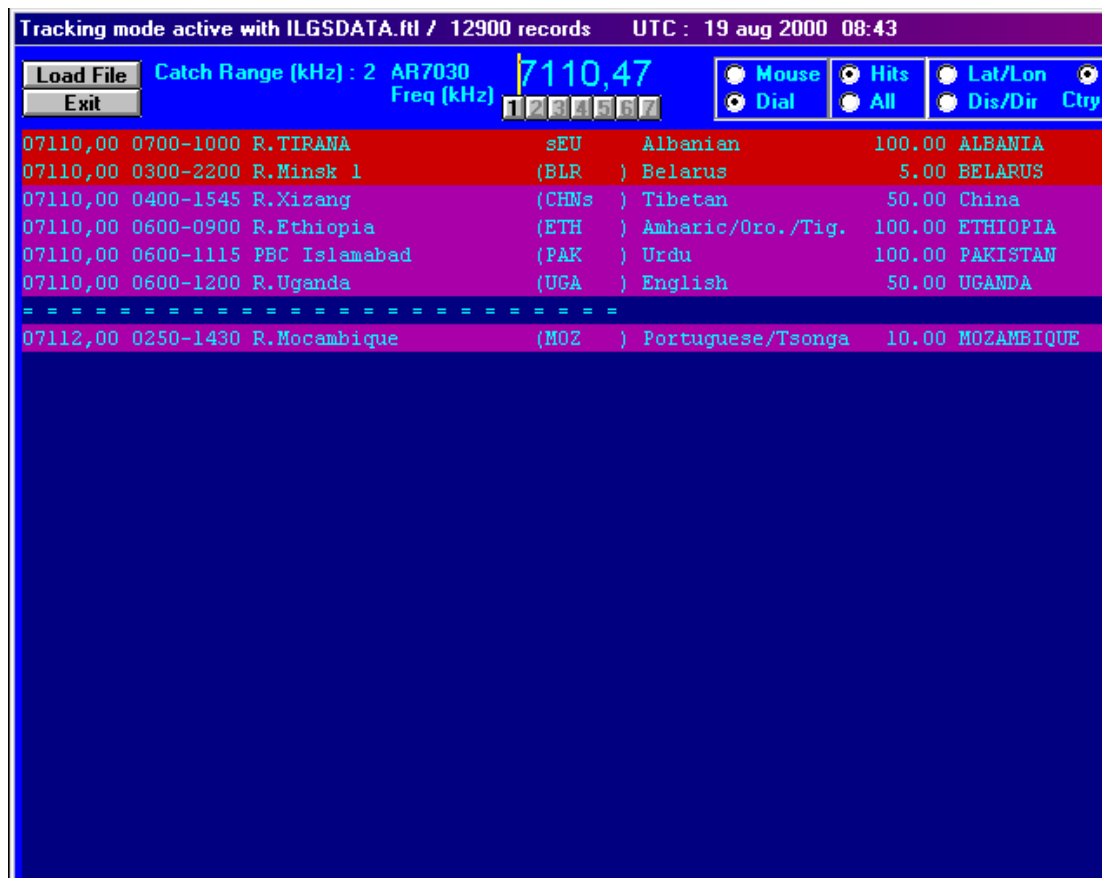 Tracking mode active with ILGSDATA.ftl / 12900 records UTC : 19 aug 2000 08:43
Load File Catch Range (kHz) : 2 AR7030 7110,47 Mouse Hits Lat/Lon
Exit Freq (kHz) 1 2 3 4 5 6 7 Dial All Dis/Dir Ctry
07110,00 0700-1000 R.TIRANA sEU Albanian 100.00 ALBANIA
07110,00 0300-2200 R.Minsk 1 (BLR ) Belarus 5.00 BELARUS
07110,00 0400-1545 R.Xizang (CHNs ) Tibetan 50.00 China
07110,00 0600-0900 R.Ethiopia (ETH ) Amharic/Oro./Tig. 100.00 ETHIOPIA
07110,00 0600-1115 PBC Islamabad (PAK ) Urdu 100.00 PAKISTAN
07110,00 0600-1200 R.Uganda (UGA ) English 50.00 UGANDA
= = = = = = = = = = = = = = = = = = = = = = = = =
07112,00 0250-1430 R.Mocambique (MOZ ) Portuguese/Tsonga 10.00 MOZAMBIQUE